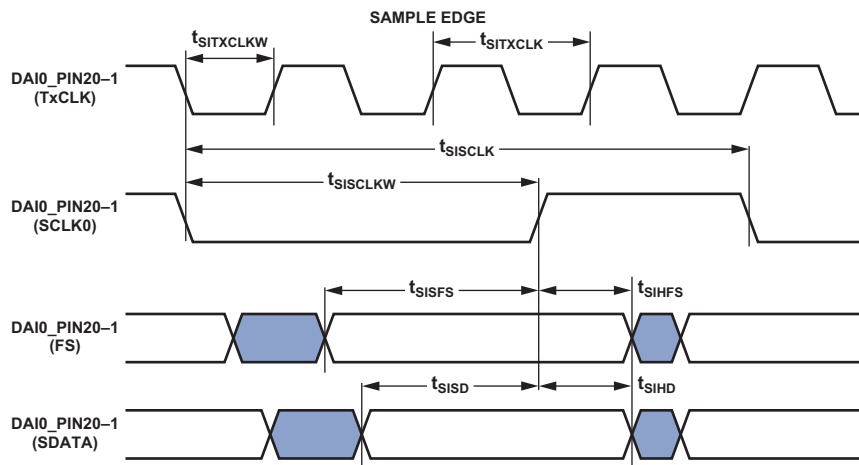 SAMPLE EDGE
tSITXCLKW
tSITXCLK
DAI0_PIN20–1
(TxCLK)
tSISCLK
tSISCLKW
DAI0_PIN20–1
(SCLK0)
tSISFS
tSIHFS
DAI0_PIN20–1
(FS)
tSISD
tSIHD
DAI0_PIN20–1
(SDATA)